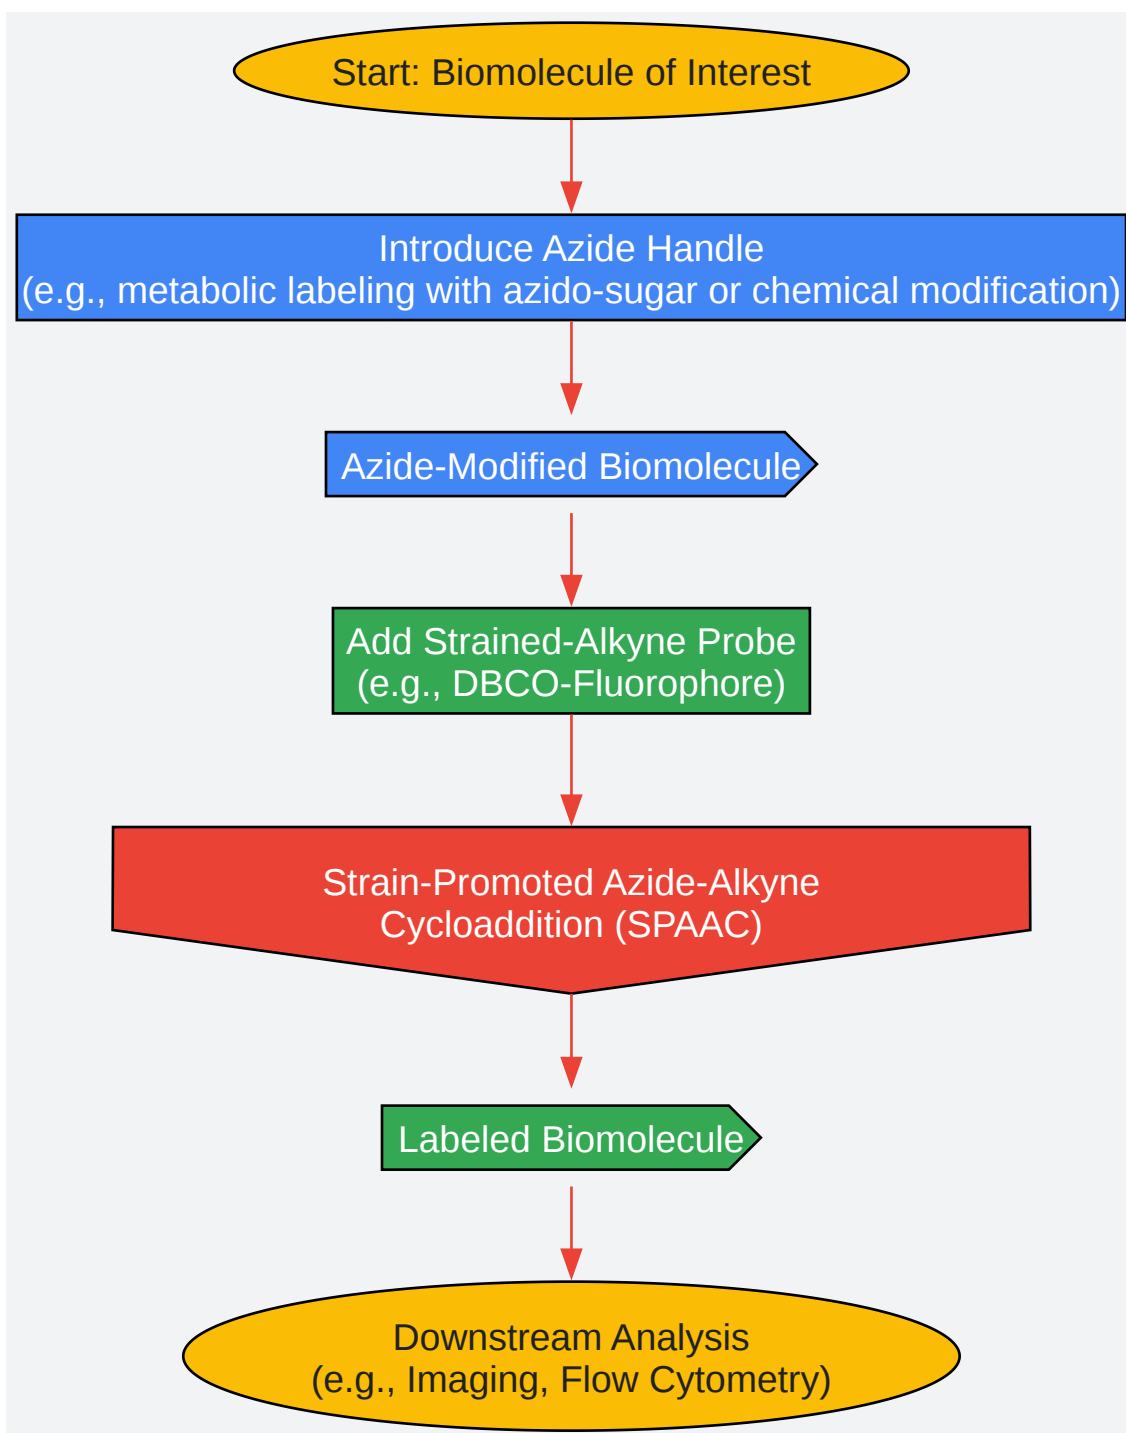 Start: Biomolecule of Interest
Introduce Azide Handle
(e.g., metabolic labeling with azido-sugar or chemical modification)
Azide-Modified Biomolecule
Add Strained-Alkyne Probe
(e.g., DBCO-Fluorophore)
Strain-Promoted Azide-Alkyne
Cycloaddition (SPAAC)
Labeled Biomolecule
Downstream Analysis
(e.g., Imaging, Flow Cytometry)